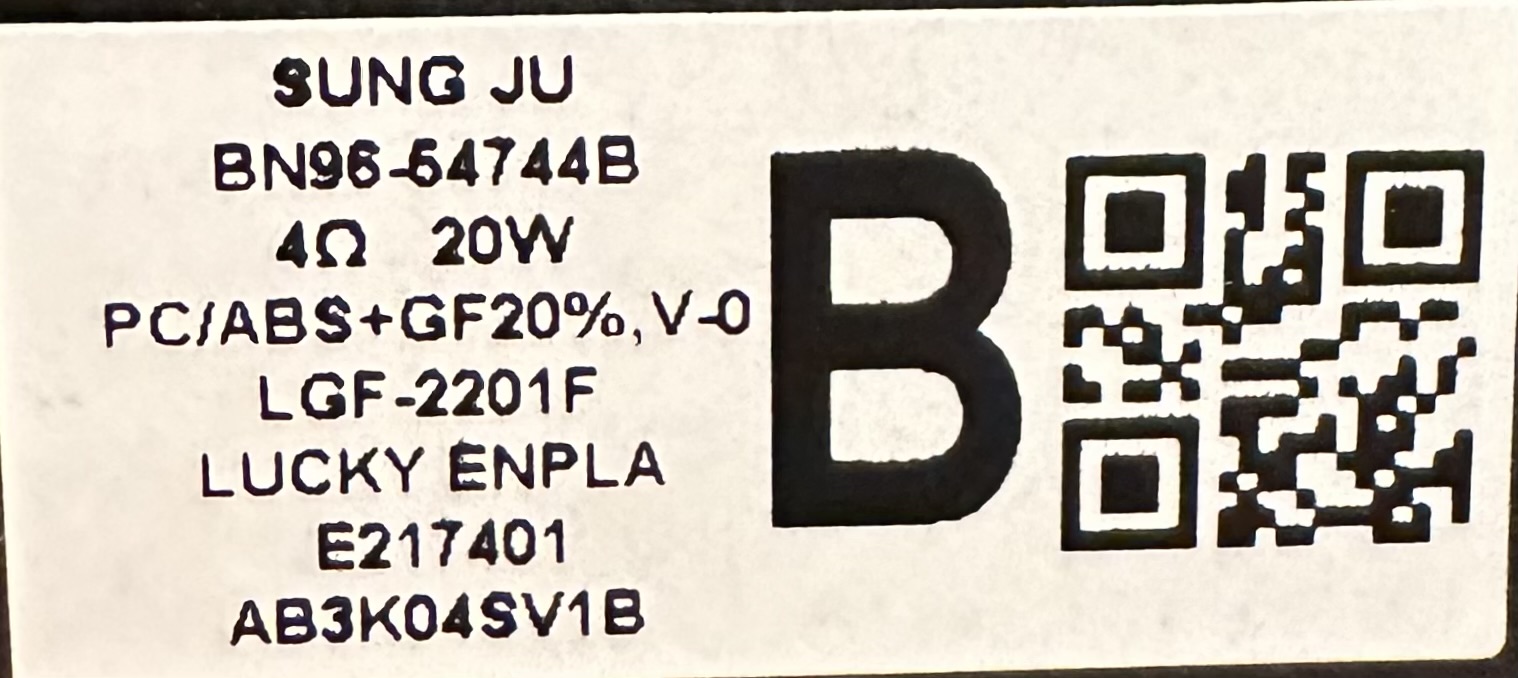 SUNG JU
BN96-54744B
4Ω 20W
PC/ABS+GF20%, V-0
LGF-2201F
LUCKY ENPLA
E217401
AB3K04SV1B
B